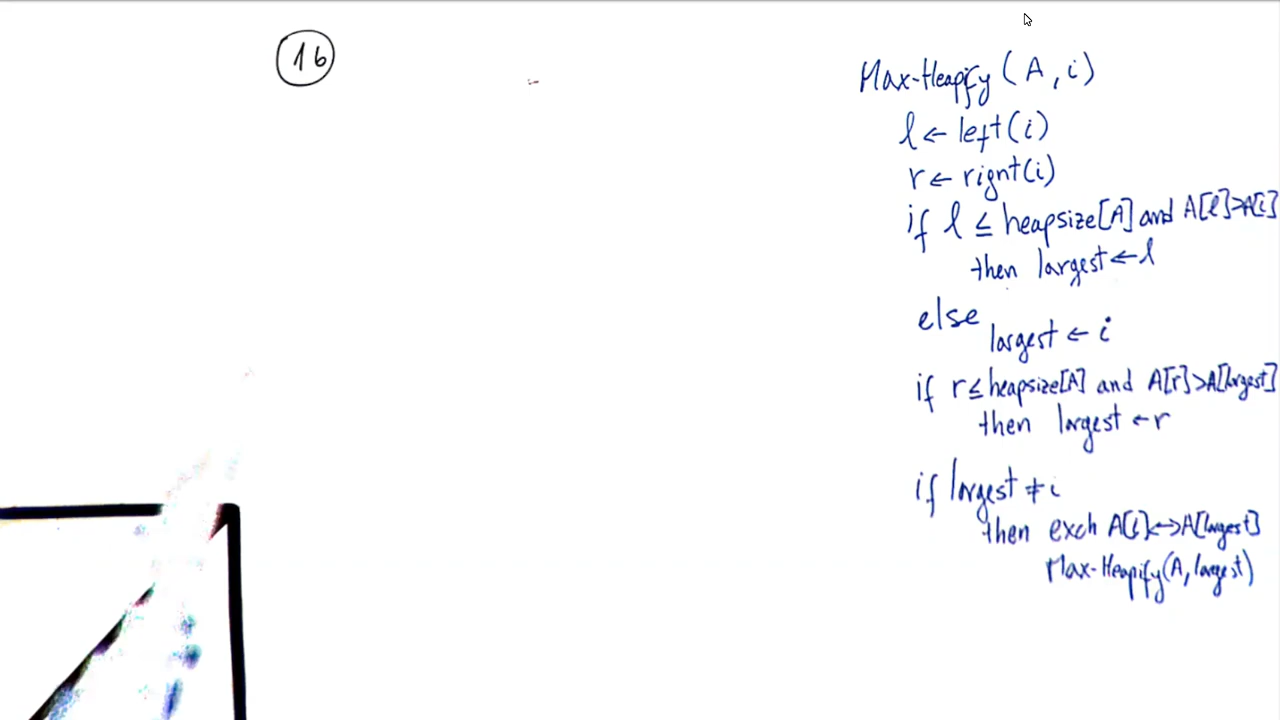 16
Max-Heapify (A, i)
l ← left(i)
r ← rignt(i)
if l ≤ heapsize[A] and A[l]>A[i]
then largest ← l
else
largest ← i
if r ≤ heapsize[A] and A[r]>A[largest]
then largest ← r
if largest ≠ i
then exch A[i]↔A[largest]
Max-Heapify(A, largest)